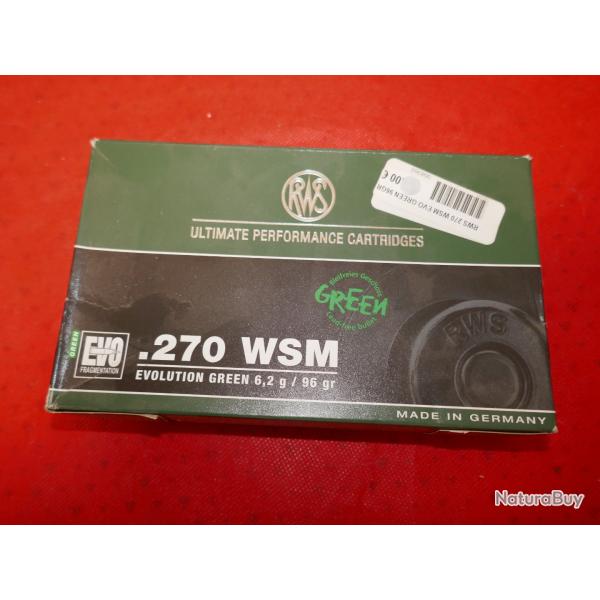 RWS
ULTIMATE PERFORMANCE CARTRIDGES
RWS 270 WSM EVO GREEN 96GR
,00 €
Bleifreies Geschoss
GREEN
Lead-free bullet
RWS
GREEN
EVO
FRAGMENTATION
.270 WSM
EVOLUTION GREEN 6,2 g / 96 gr
MADE IN GERMANY
NaturaBuy